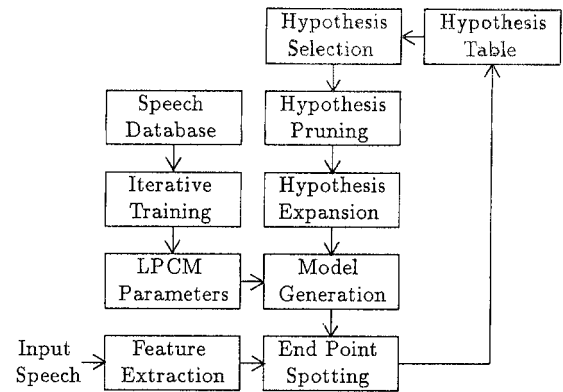 Hypothesis
Selection
Hypothesis
Table
Speech
Database
Hypothesis
Pruning
Iterative
Training
Hypothesis
Expansion
LPCM
Parameters
Model
Generation
Input
Speech
Feature
Extraction
End Point
Spotting